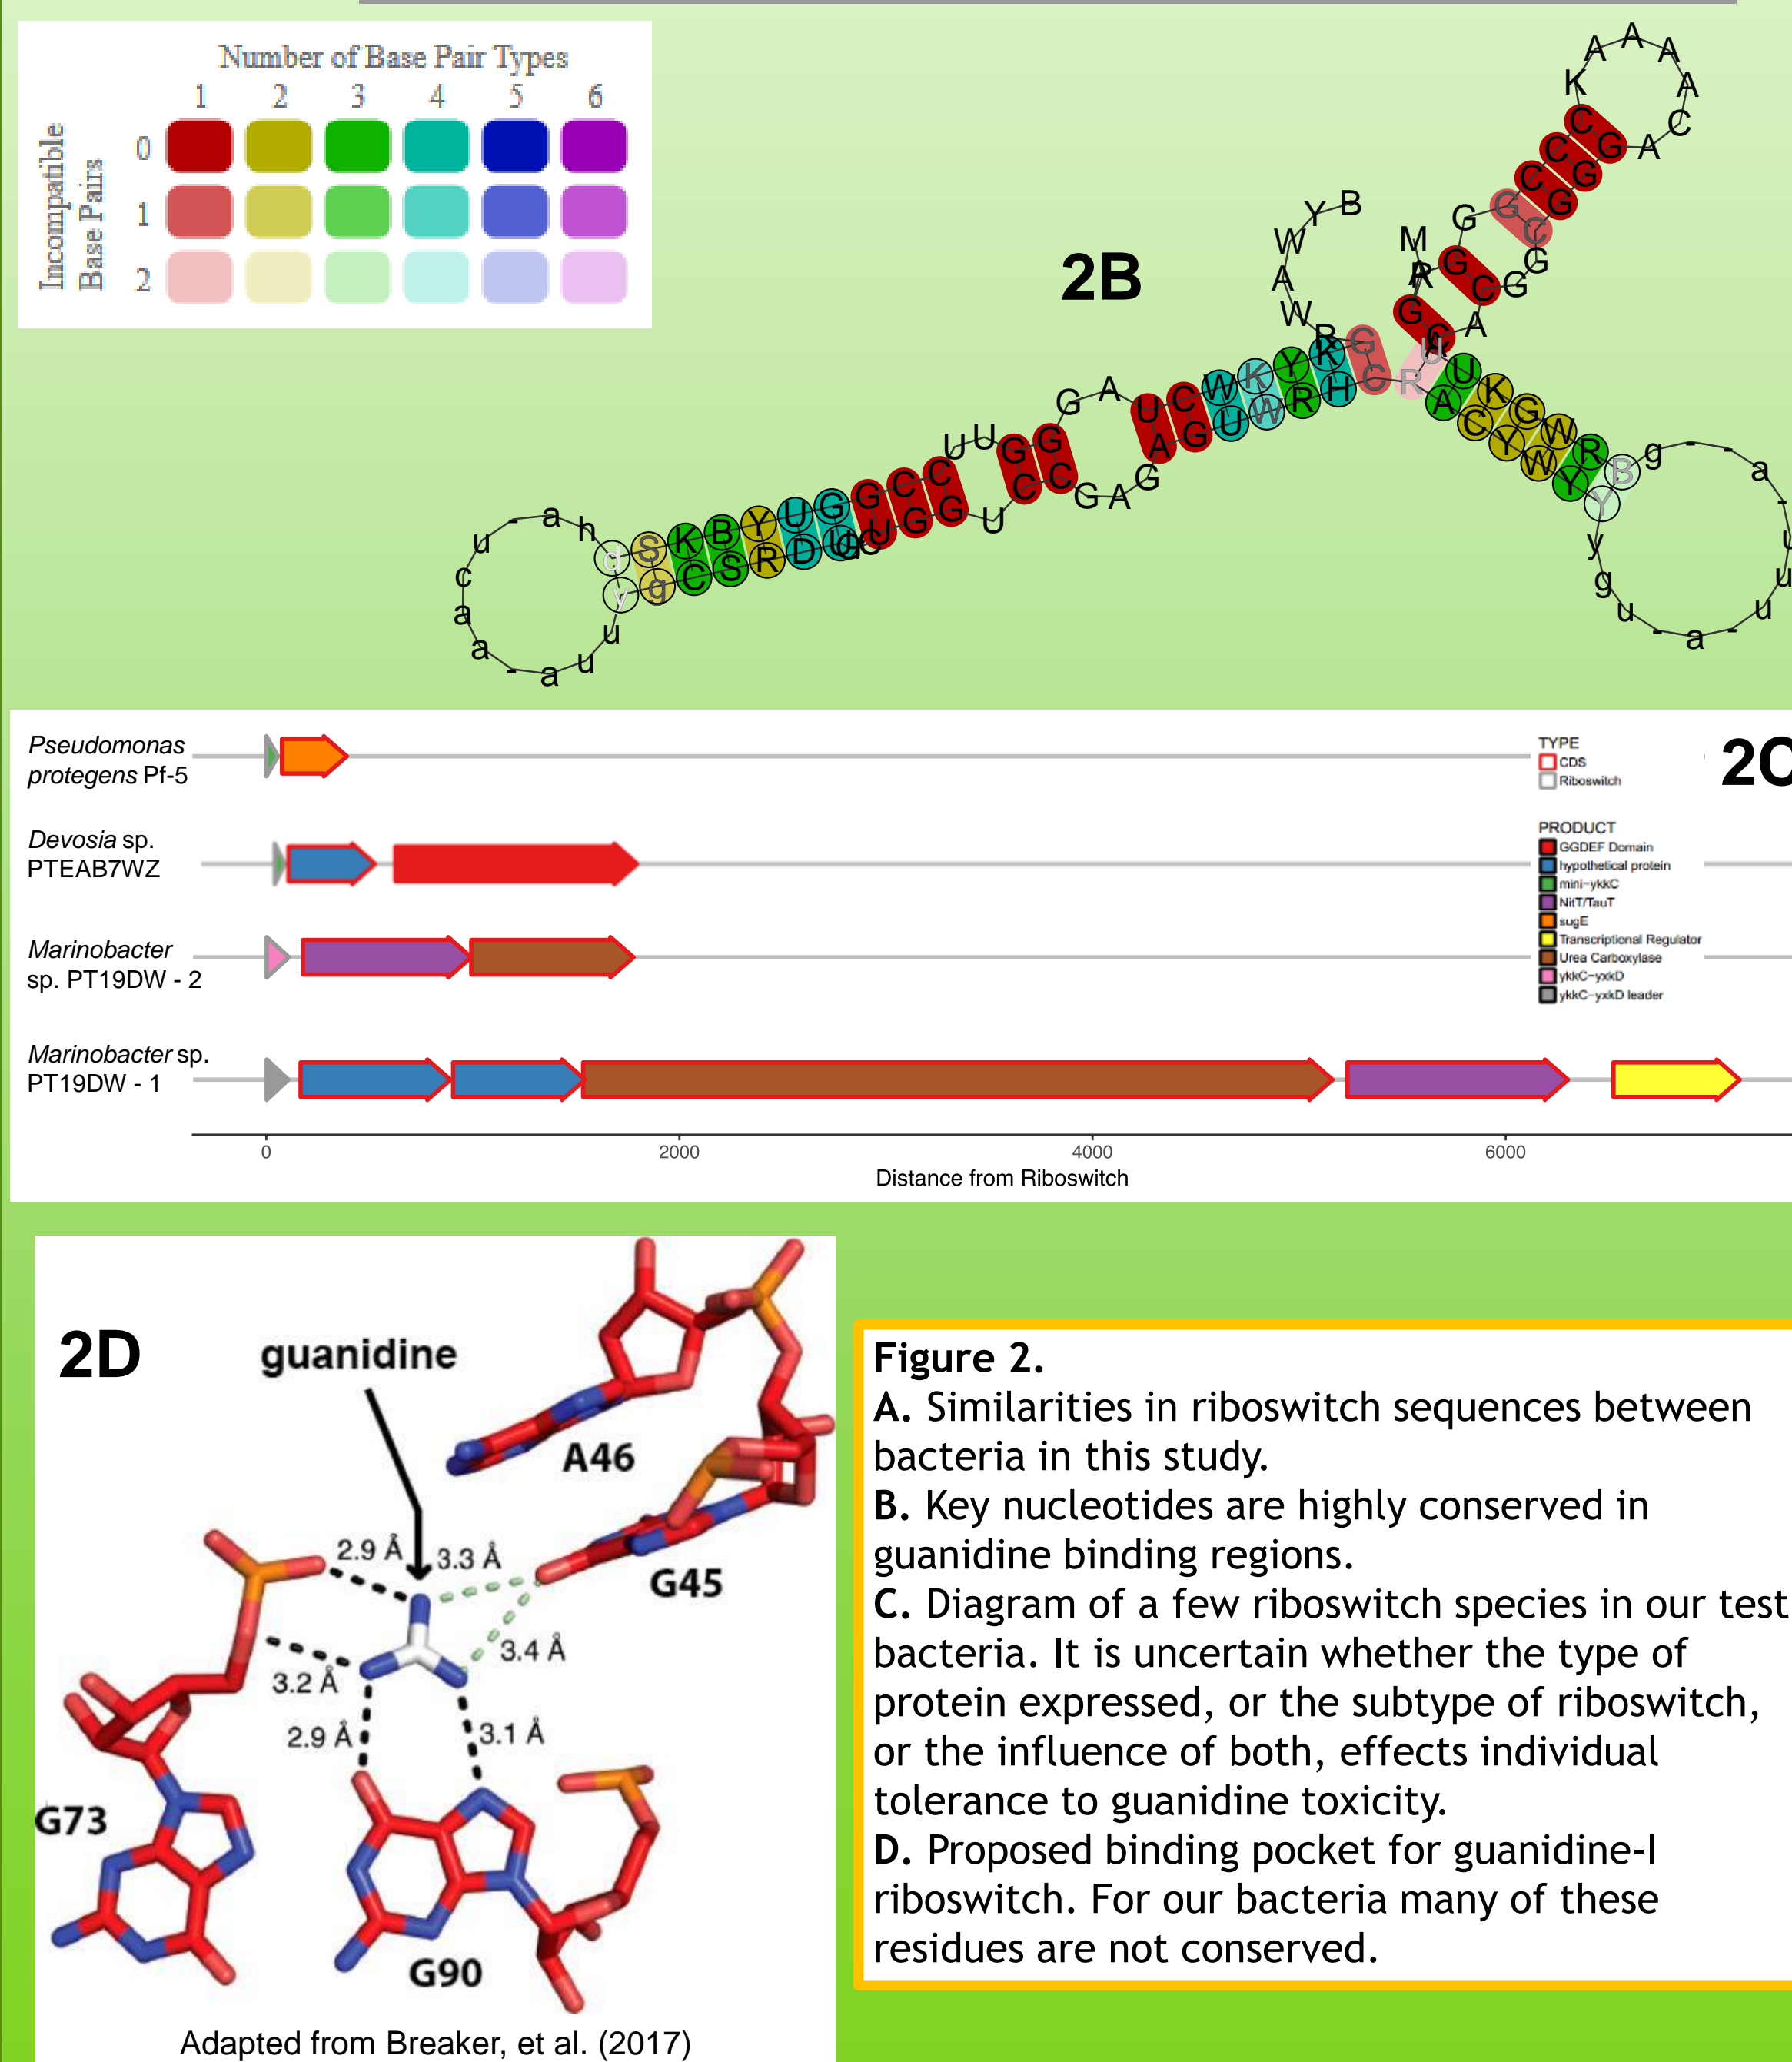 Number of Base Pair Types
1 2 3 4 5 6
Incompatible
Base Pairs
0
1
2
2B
Pseudomonas
protegens Pf-5
Devosia sp.
PTEAB7WZ
Marinobacter
sp. PT19DW - 2
Marinobacter sp.
PT19DW - 1
TYPE
CDS
Riboswitch
PRODUCT
GGDEF Domain
hypothetical protein
mini-ykkC
NitT/TauT
sugE
Transcriptional Regulator
Urea Carboxylase
ykkC-yxkD
ykkC-yxkD leader
0 2000 4000 6000
Distance from Riboswitch
2D
guanidine
A46
2.9 Å
3.3 Å
G45
3.4 Å
3.2 Å
2.9 Å
3.1 Å
G73
G90
Adapted from Breaker, et al. (2017)
Figure 2.
A. Similarities in riboswitch sequences between
bacteria in this study.
B. Key nucleotides are highly conserved in
guanidine binding regions.
C. Diagram of a few riboswitch species in our test
bacteria. It is uncertain whether the type of
protein expressed, or the subtype of riboswitch,
or the influence of both, effects individual
tolerance to guanidine toxicity.
D. Proposed binding pocket for guanidine-I
riboswitch. For our bacteria many of these
residues are not conserved.